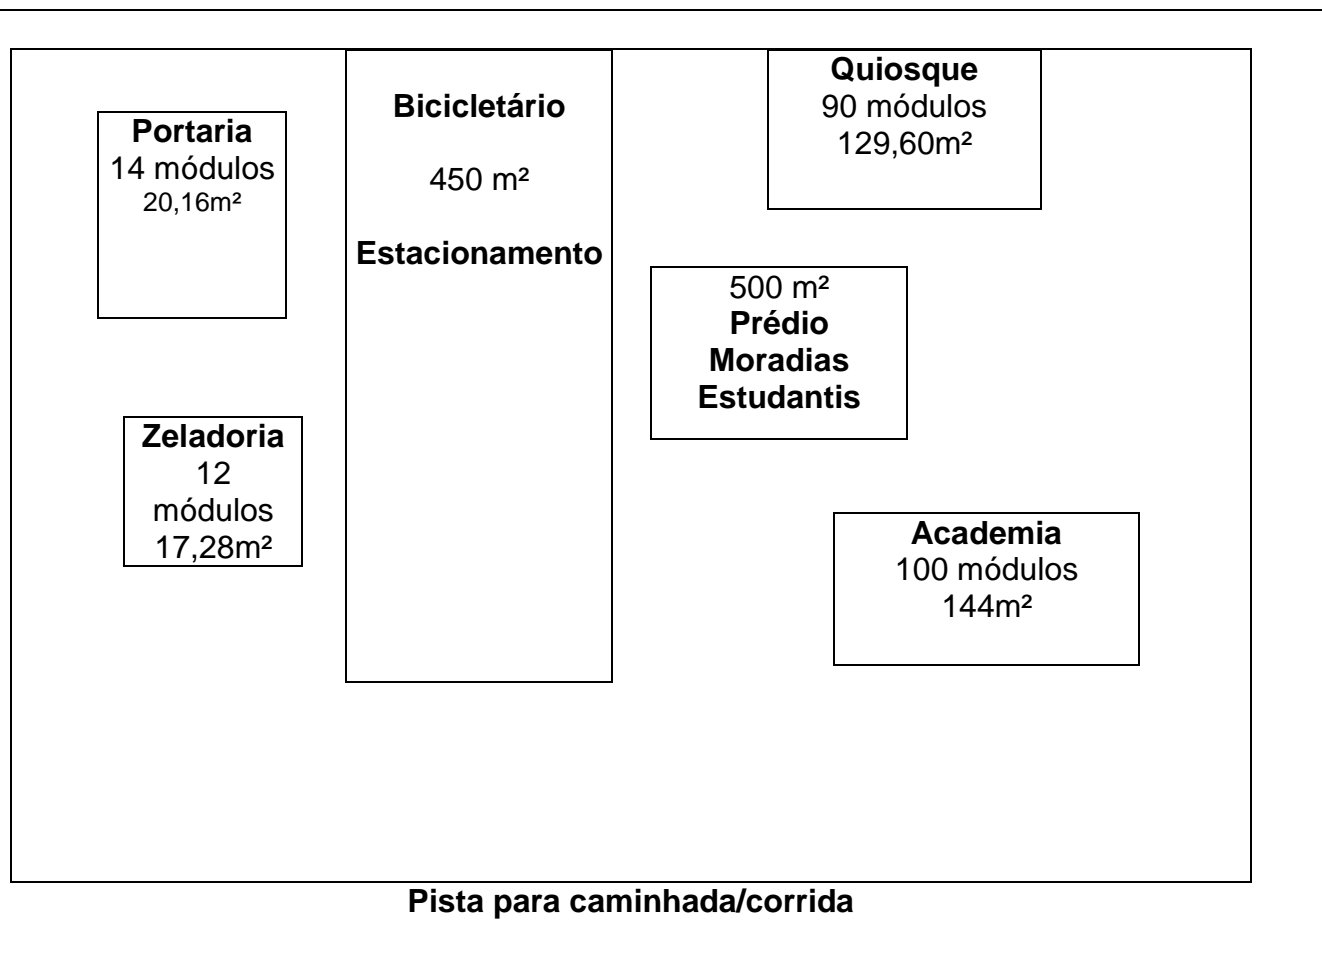 Portaria
14 módulos
20,16m²
Bicicletário
450 m²
Estacionamento
Quiosque
90 módulos
129,60m²
500 m²
Prédio
Moradias
Estudantis
Zeladoria
12
módulos
17,28m²
Academia
100 módulos
144m²
Pista para caminhada/corrida